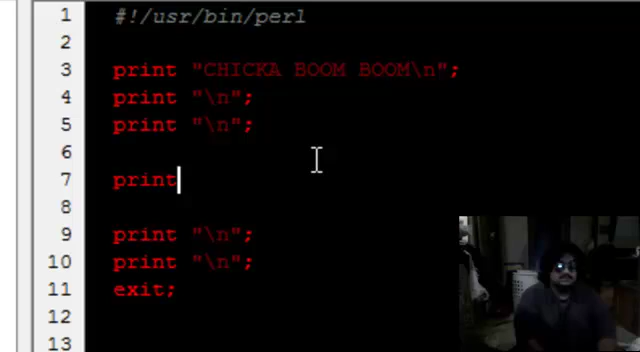 1 #!/usr/bin/perl
2
3 print "CHICKA BOOM BOOM\n";
4 print "\n";
5 print "\n";
6
7 print
8
9 print "\n";
10 print "\n";
11 exit;
12
13